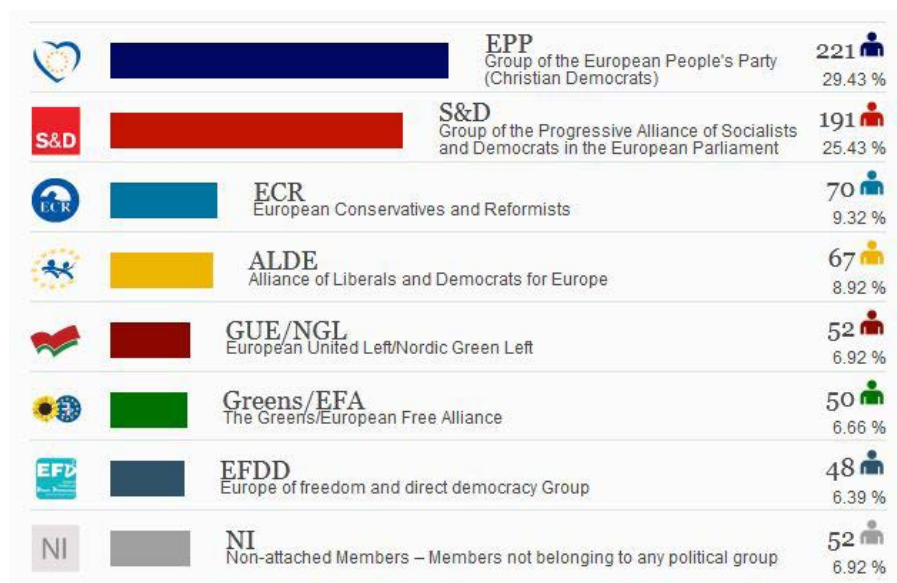 EPP
Group of the European People's Party
(Christian Democrats)
221
29.43 %
S&D
S&D
Group of the Progressive Alliance of Socialists
and Democrats in the European Parliament
191
25.43 %
ECR
ECR
European Conservatives and Reformists
70
9.32 %
ALDE
Alliance of Liberals and Democrats for Europe
67
8.92 %
GUE/NGL
European United Left/Nordic Green Left
52
6.92 %
Greens/EFA
The Greens/European Free Alliance
50
6.66 %
EFD
EFDD
Europe of freedom and direct democracy Group
48
6.39 %
NI
NI
Non-attached Members – Members not belonging to any political group
52
6.92 %